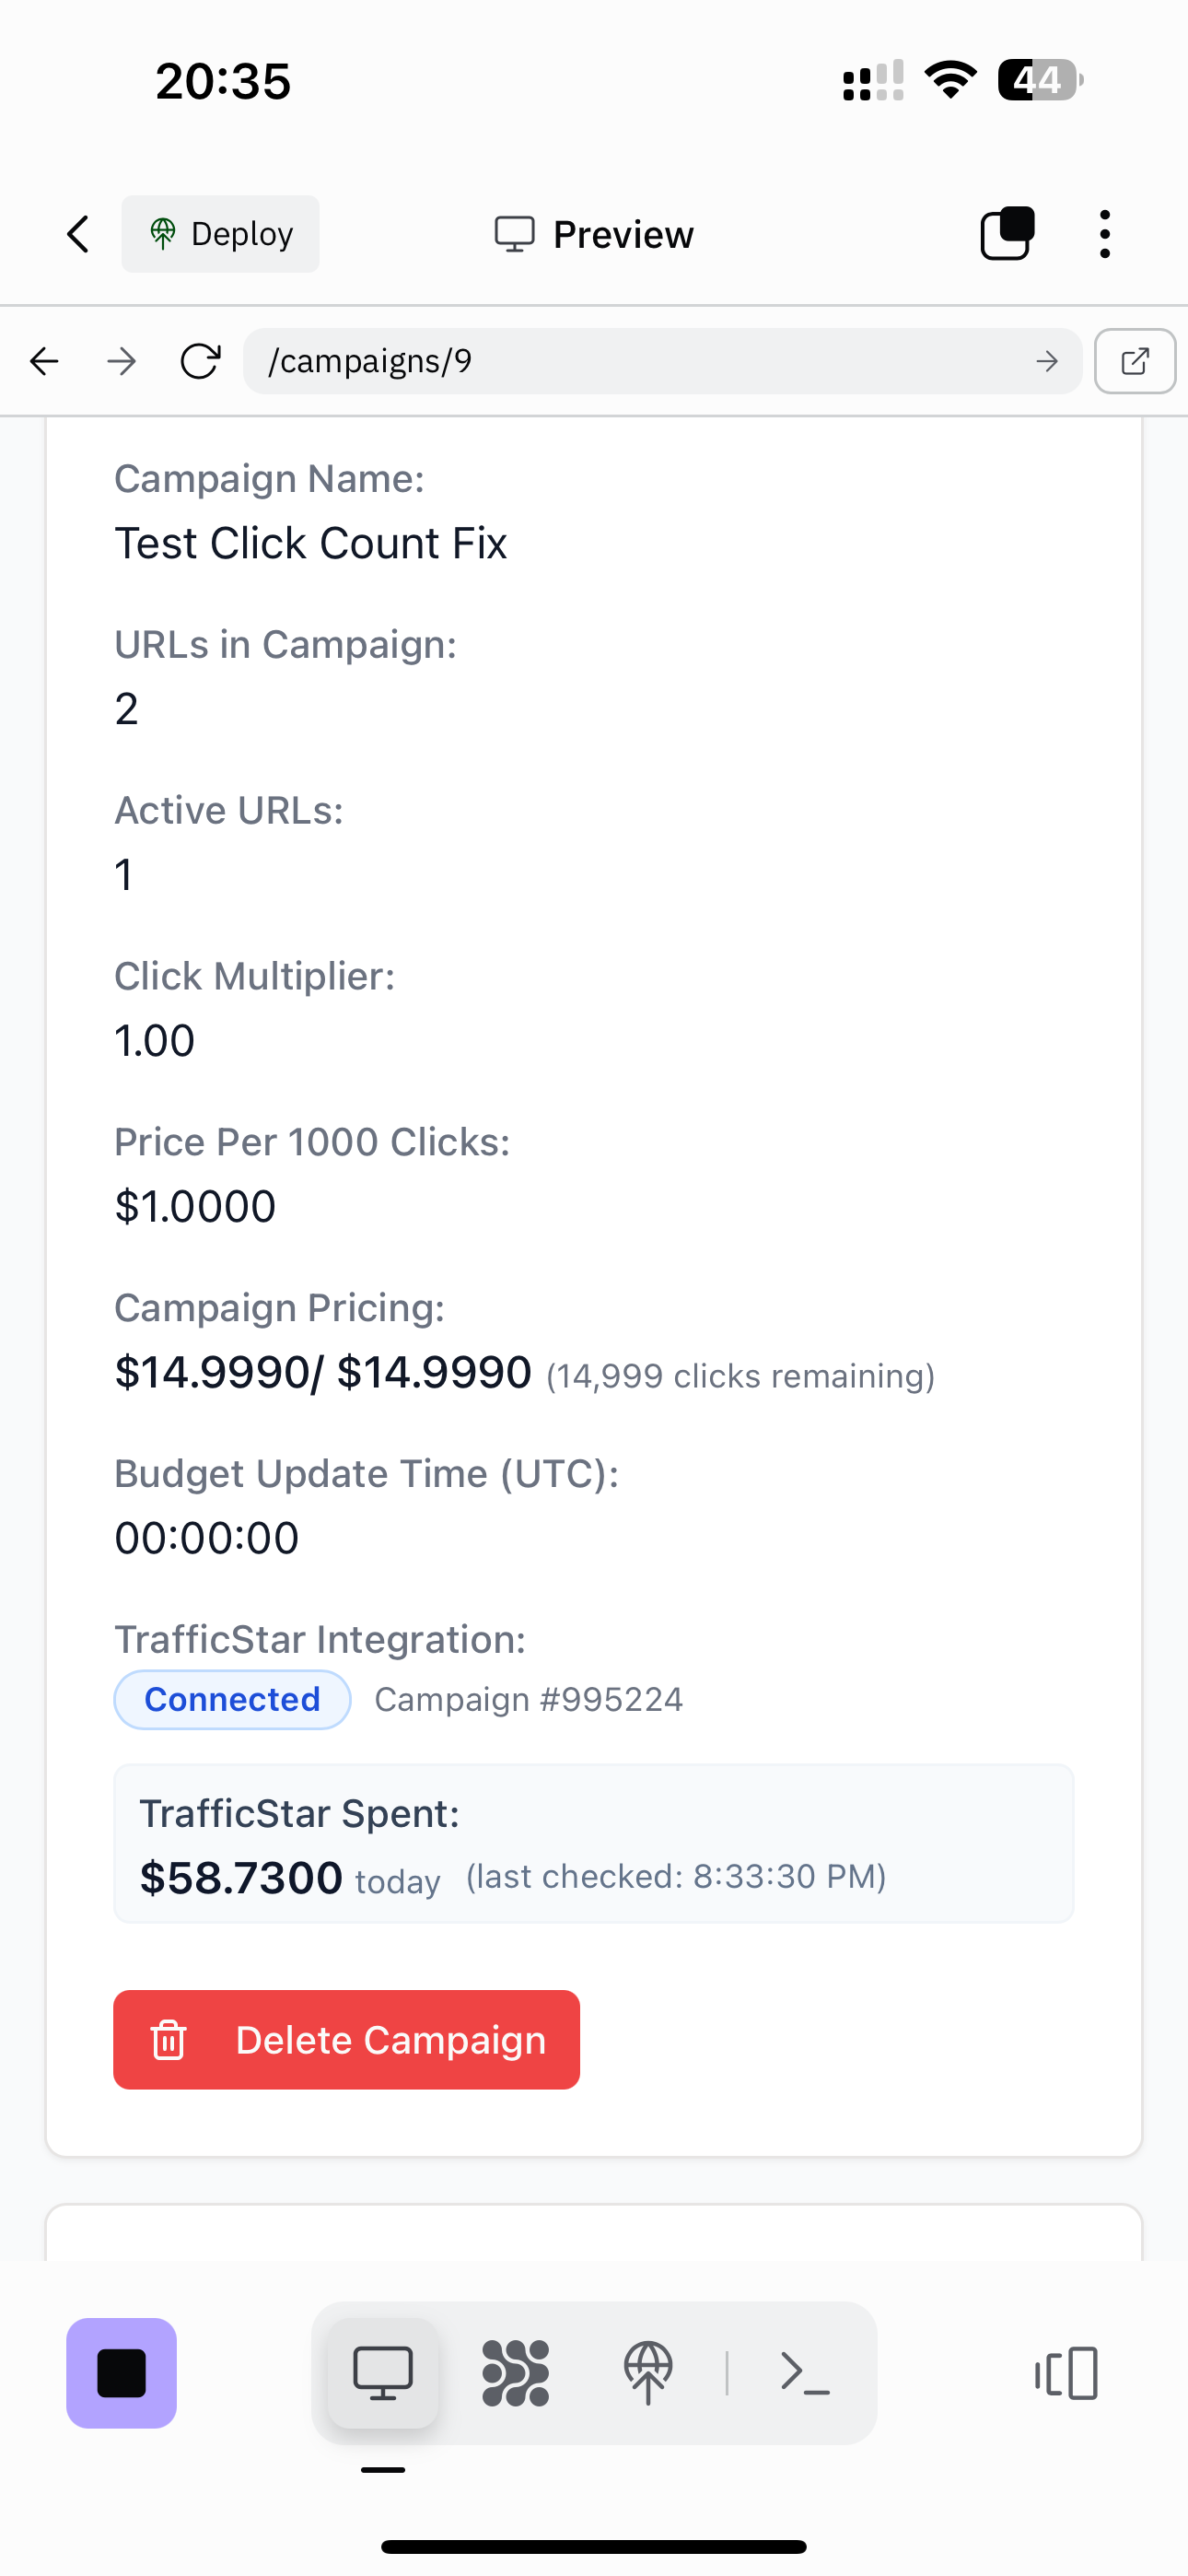 20:35
44
Deploy
Preview
/campaigns/9
Campaign Name:
Test Click Count Fix
URLs in Campaign:
2
Active URLs:
1
Click Multiplier:
1.00
Price Per 1000 Clicks:
$1.0000
Campaign Pricing:
$14.9990/ $14.9990 (14,999 clicks remaining)
Budget Update Time (UTC):
00:00:00
TrafficStar Integration:
Connected Campaign #995224
TrafficStar Spent:
$58.7300 today (last checked: 8:33:30 PM)
Delete Campaign